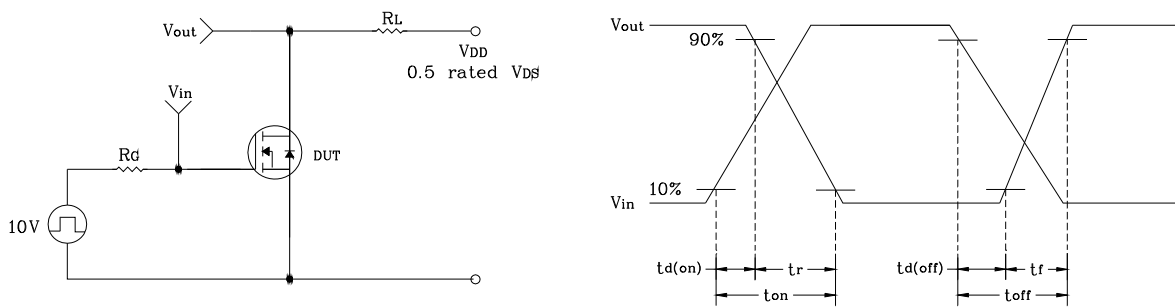 Vout
RL
VDD
0.5 rated VDS
Vin
RG
DUT
10V
Vout
90%
10%
Vin
td(on)
tr
td(off)
tf
ton
toff